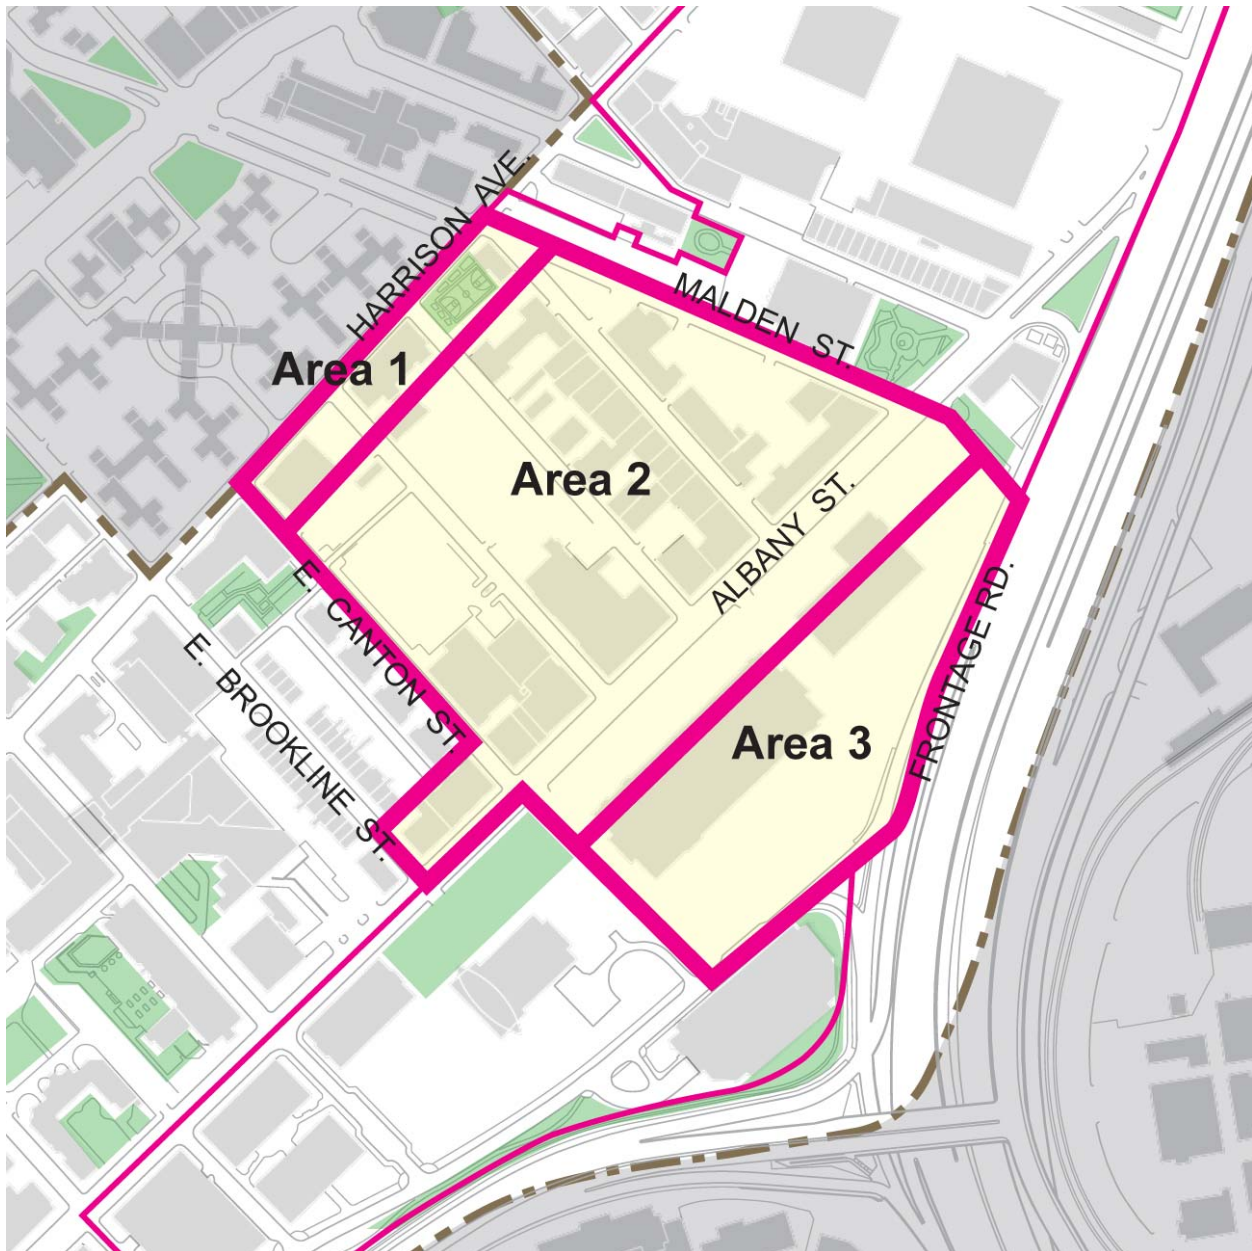 HARRISON AVE.
MALDEN ST.
Area 1
Area 2
ALBANY ST.
E. CANTON ST.
E. BROOKLINE ST.
FRONTAGE RD.
Area 3